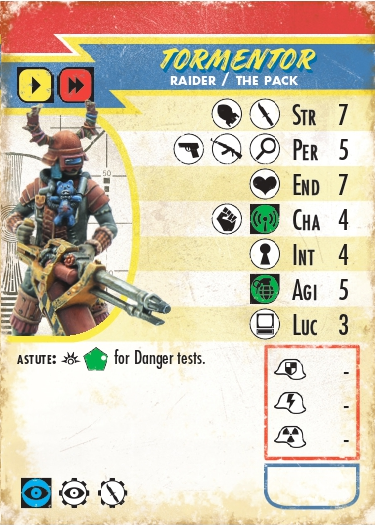 TORMENTOR
RAIDER / THE PACK
STR 7
PER 5
END 7
CHA 4
INT 4
AGI 5
LUC 3
50
ASTUTE: for Danger tests.
-
-
-